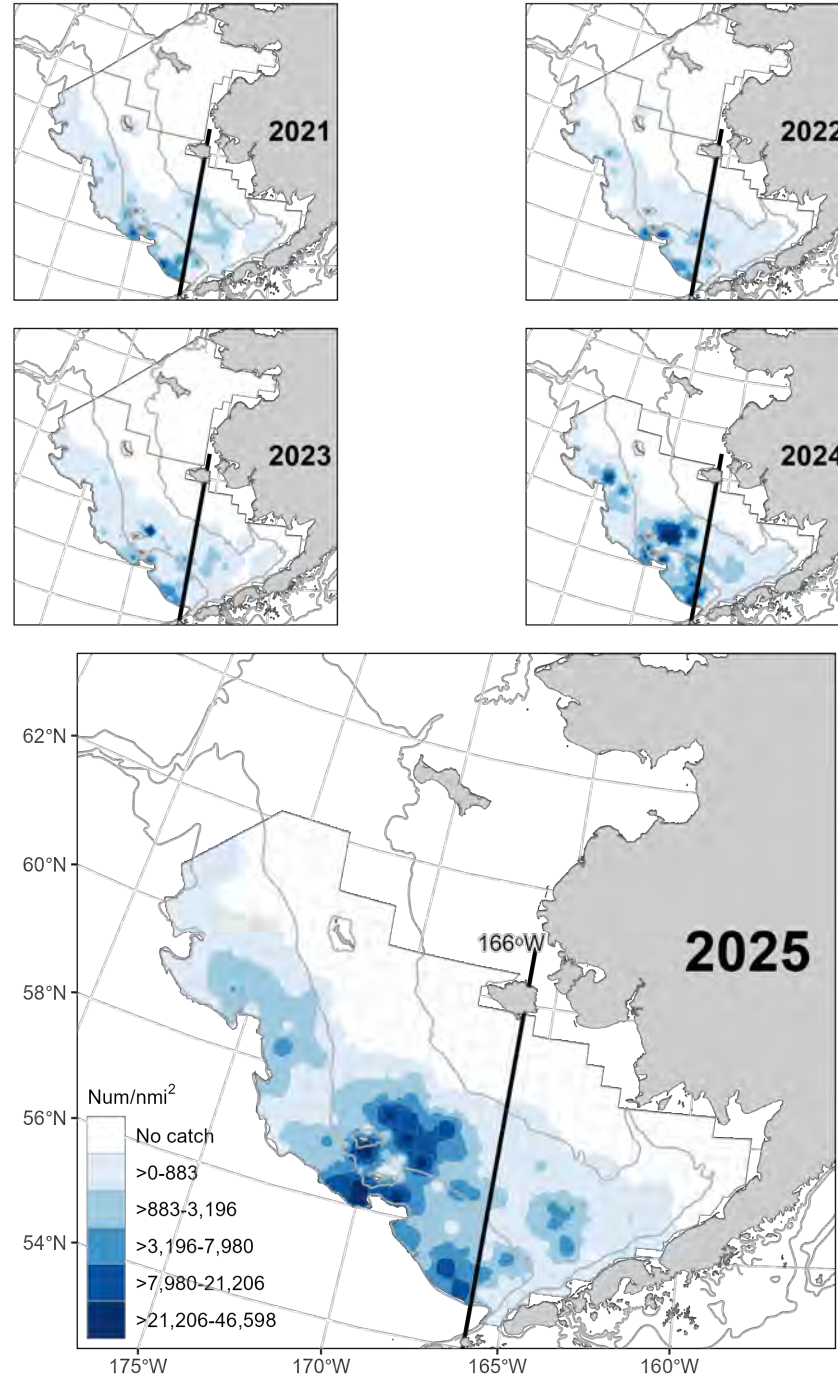 2021
2022
2023
2024
62°N
60°N
58°N
56°N
54°N
166°W
2025
Num/nmi²
No catch
>0-883
>883-3,196
>3,196-7,980
>7,980-21,206
>21,206-46,598
175°W
170°W
165°W
160°W